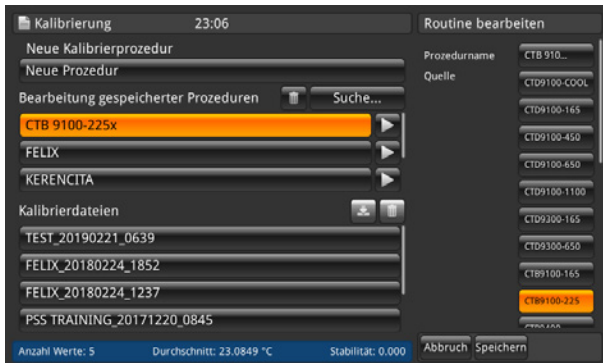 Kalibrierung 23:06
Neue Kalibrierprozedur
Neue Prozedur
Bearbeitung gespeicherter Prozeduren Suche...
CTB 9100-225x
FELIX
KERENCITA
Kalibrierdateien
TEST_20190221_0639
FELIX_20180224_1852
FELIX_20180224_1237
PSS TRAINING_20171220_0845
Anzahl Werte: 5 Durchschnitt: 23.0849 °C Stabilität: 0.000
Routine bearbeiten
Prozedurname CTB 910...
Quelle
CTD9100-COOL
CTD9100-165
CTD9100-450
CTD9100-650
CTD9100-1100
CTD9300-165
CTD9300-650
CTB9100-165
CTB9100-225
Abbruch Speichern